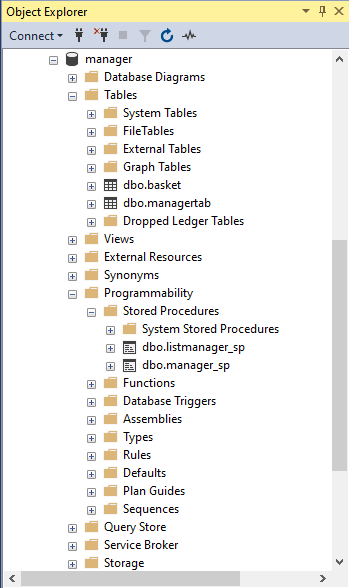 Object Explorer
Connect
manager
Database Diagrams
Tables
System Tables
FileTables
External Tables
Graph Tables
dbo.basket
dbo.managertab
Dropped Ledger Tables
Views
External Resources
Synonyms
Programmability
Stored Procedures
System Stored Procedures
dbo.listmanager_sp
dbo.manager_sp
Functions
Database Triggers
Assemblies
Types
Rules
Defaults
Plan Guides
Sequences
Query Store
Service Broker
Storage